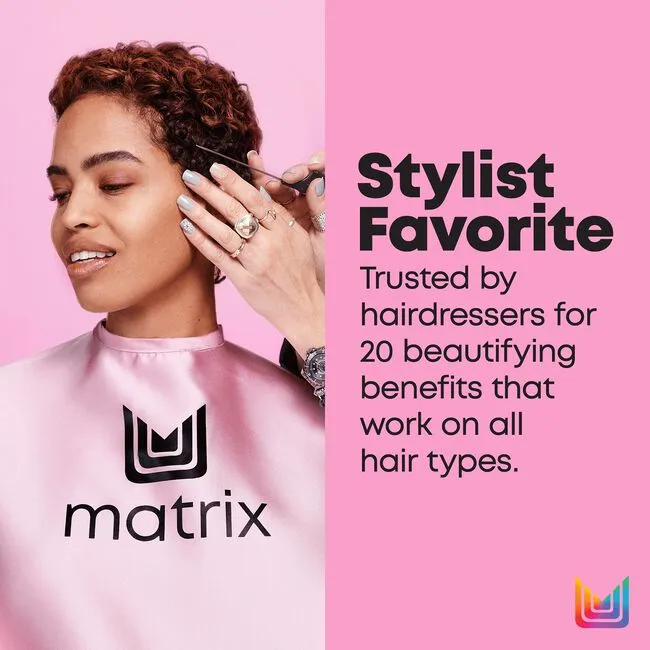 matrix
Stylist
Favorite
Trusted by
hairdressers for
20 beautifying
benefits that
work on all
hair types.